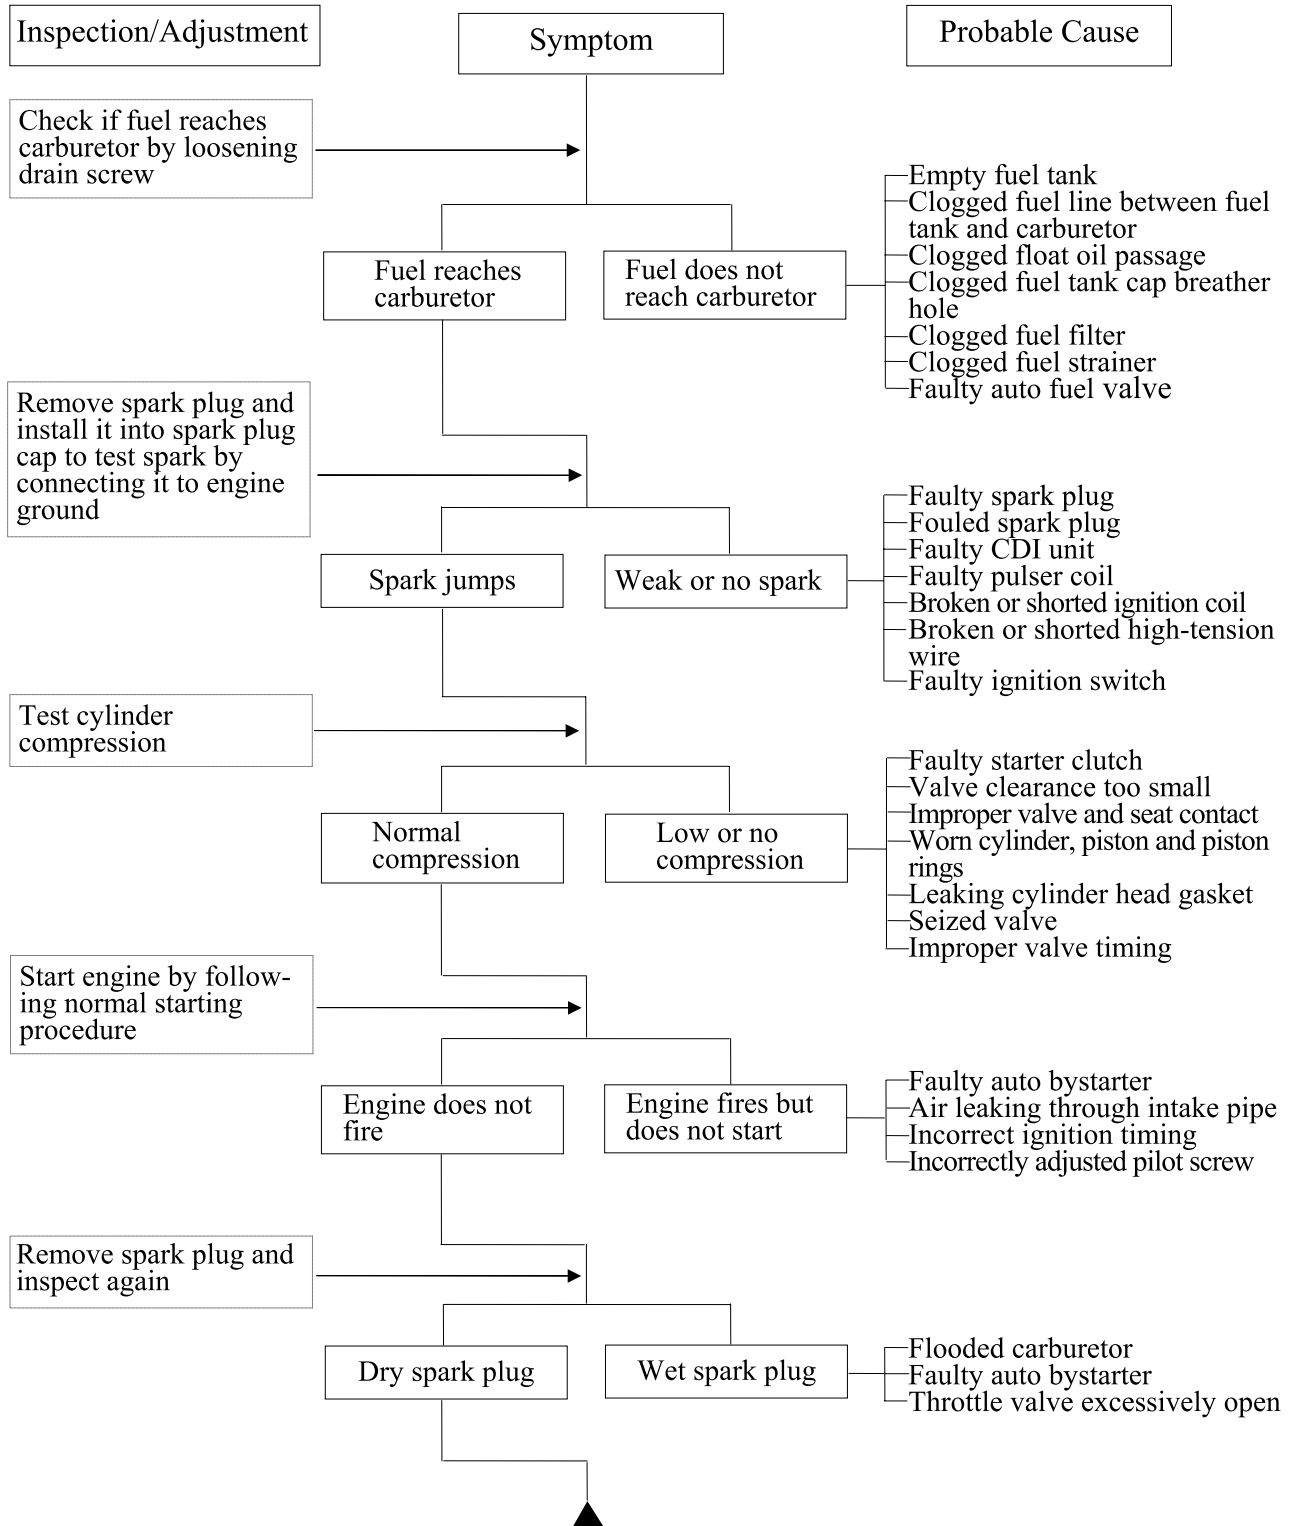 Inspection/Adjustment
Symptom
Probable Cause
Check if fuel reaches
carburetor by loosening
drain screw
Fuel reaches
carburetor
Fuel does not
reach carburetor
Empty fuel tank
Clogged fuel line between fuel
tank and carburetor
Clogged float oil passage
Clogged fuel tank cap breather
hole
Clogged fuel filter
Clogged fuel strainer
Faulty auto fuel valve
Remove spark plug and
install it into spark plug
cap to test spark by
connecting it to engine
ground
Spark jumps
Weak or no spark
Faulty spark plug
Fouled spark plug
Faulty CDI unit
Faulty pulser coil
Broken or shorted ignition coil
Broken or shorted high-tension
wire
Faulty ignition switch
Test cylinder
compression
Normal
compression
Low or no
compression
Faulty starter clutch
Valve clearance too small
Improper valve and seat contact
Worn cylinder, piston and piston
rings
Leaking cylinder head gasket
Seized valve
Improper valve timing
Start engine by follow-
ing normal starting
procedure
Engine does not
fire
Engine fires but
does not start
Faulty auto bystarter
Air leaking through intake pipe
Incorrect ignition timing
Incorrectly adjusted pilot screw
Remove spark plug and
inspect again
Dry spark plug
Wet spark plug
Flooded carburetor
Faulty auto bystarter
Throttle valve excessively open